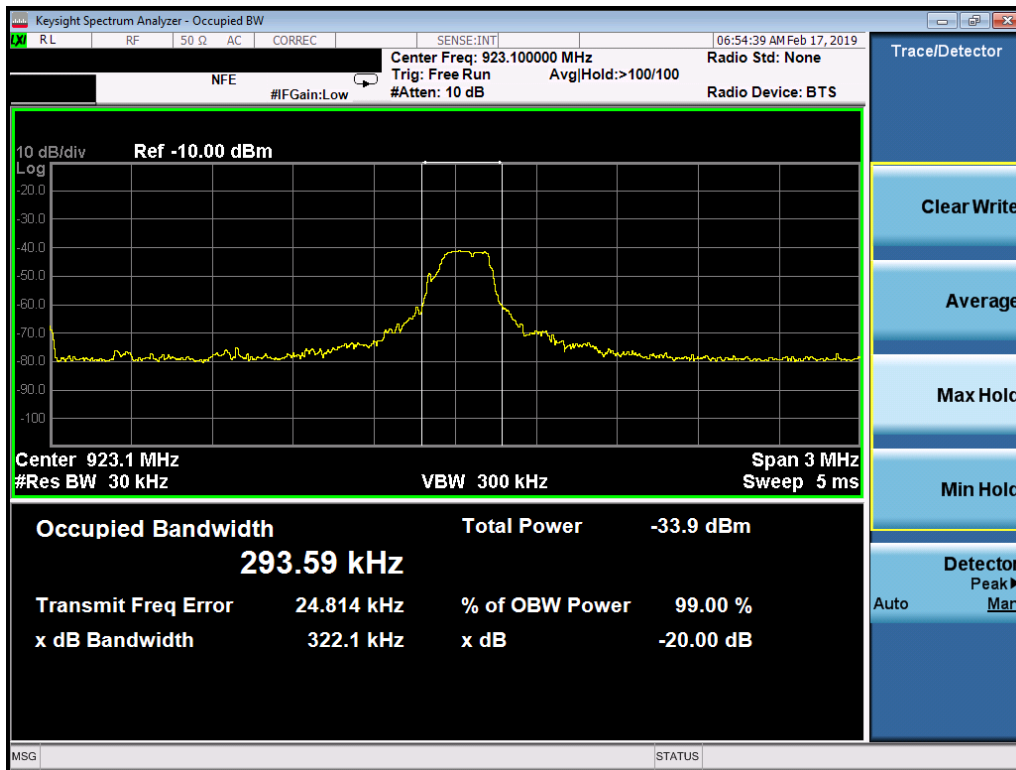 Keysight Spectrum Analyzer - Occupied BW
LXI RL RF 50 Ω AC CORREC SENSE:INT 06:54:39 AM Feb 17, 2019
Center Freq: 923.100000 MHz Radio Std: None
NFE Trig: Free Run Avg|Hold:>100/100
#IFGain:Low #Atten: 10 dB Radio Device: BTS
Trace/Detector
10 dB/div Ref -10.00 dBm
Log
-20.0
-30.0
-40.0
-50.0
-60.0
-70.0
-80.0
-90.0
-100
Center 923.1 MHz Span 3 MHz
#Res BW 30 kHz VBW 300 kHz Sweep 5 ms
Occupied Bandwidth Total Power -33.9 dBm
293.59 kHz
Transmit Freq Error 24.814 kHz % of OBW Power 99.00 %
x dB Bandwidth 322.1 kHz x dB -20.00 dB
Clear Write
Average
Max Hold
Min Hold
Detector
Peak▶
Auto Man
MSG STATUS